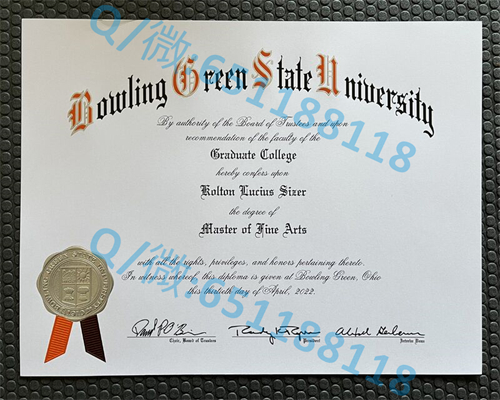 Bowling Green State University
By authority of the Board of Trustees and upon
recommendation of the faculty of the
Graduate College
hereby confers upon
Kolton Lucius Sizer
the degree of
Master of Fine Arts
with all the rights, privileges, and honors pertaining thereto.
In witness whereof, this diploma is given at Bowling Green, Ohio
this thirtieth day of April, 2022.
Chair, Board of Trustees
President
Interim Dean
Q/微:651188118
Q/微:651188118